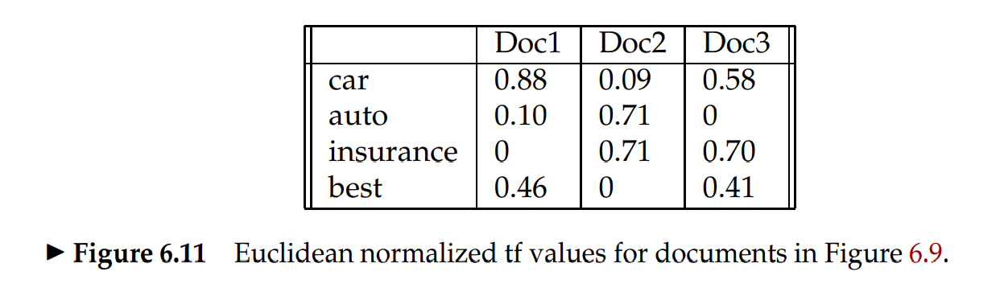 Doc1 Doc2 Doc3
car 0.88 0.09 0.58
auto 0.10 0.71 0
insurance 0 0.71 0.70
best 0.46 0 0.41
► Figure 6.11 Euclidean normalized tf values for documents in Figure 6.9.